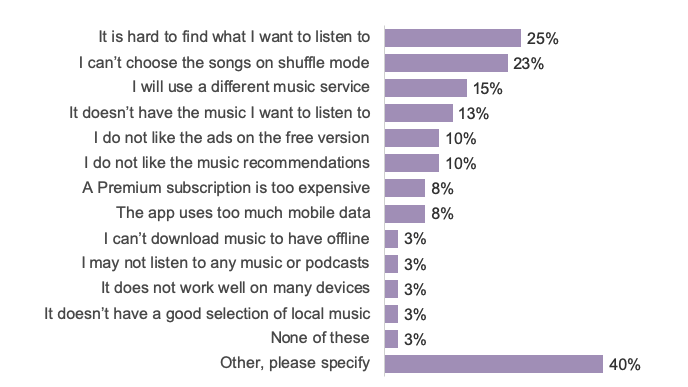 It is hard to find what I want to listen to 25%
I can’t choose the songs on shuffle mode 23%
I will use a different music service 15%
It doesn’t have the music I want to listen to 13%
I do not like the ads on the free version 10%
I do not like the music recommendations 10%
A Premium subscription is too expensive 8%
The app uses too much mobile data 8%
I can’t download music to have offline 3%
I may not listen to any music or podcasts 3%
It does not work well on many devices 3%
It doesn’t have a good selection of local music 3%
None of these 3%
Other, please specify 40%